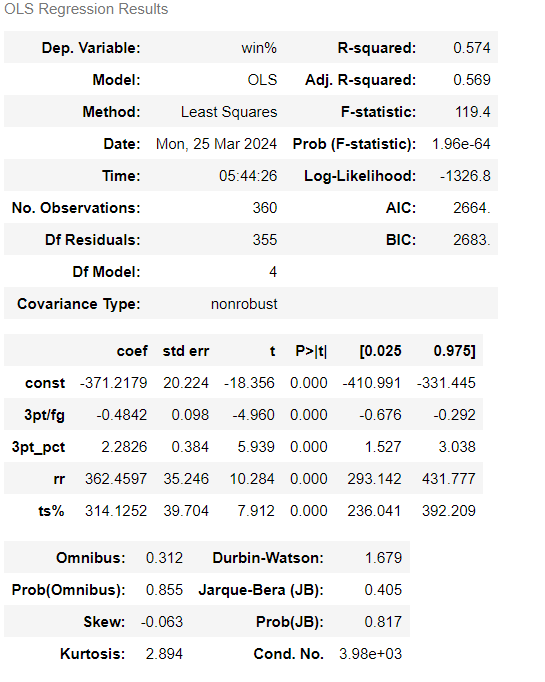 OLS Regression Results
Dep. Variable: win% R-squared: 0.574
Model: OLS Adj. R-squared: 0.569
Method: Least Squares F-statistic: 119.4
Date: Mon, 25 Mar 2024 Prob (F-statistic): 1.96e-64
Time: 05:44:26 Log-Likelihood: -1326.8
No. Observations: 360 AIC: 2664.
Df Residuals: 355 BIC: 2683.
Df Model: 4
Covariance Type: nonrobust
coef std err t P>|t| [0.025 0.975]
const -371.2179 20.224 -18.356 0.000 -410.991 -331.445
3pt/fg -0.4842 0.098 -4.960 0.000 -0.676 -0.292
3pt_pct 2.2826 0.384 5.939 0.000 1.527 3.038
rr 362.4597 35.246 10.284 0.000 293.142 431.777
ts% 314.1252 39.704 7.912 0.000 236.041 392.209
Omnibus: 0.312 Durbin-Watson: 1.679
Prob(Omnibus): 0.855 Jarque-Bera (JB): 0.405
Skew: -0.063 Prob(JB): 0.817
Kurtosis: 2.894 Cond. No. 3.98e+03